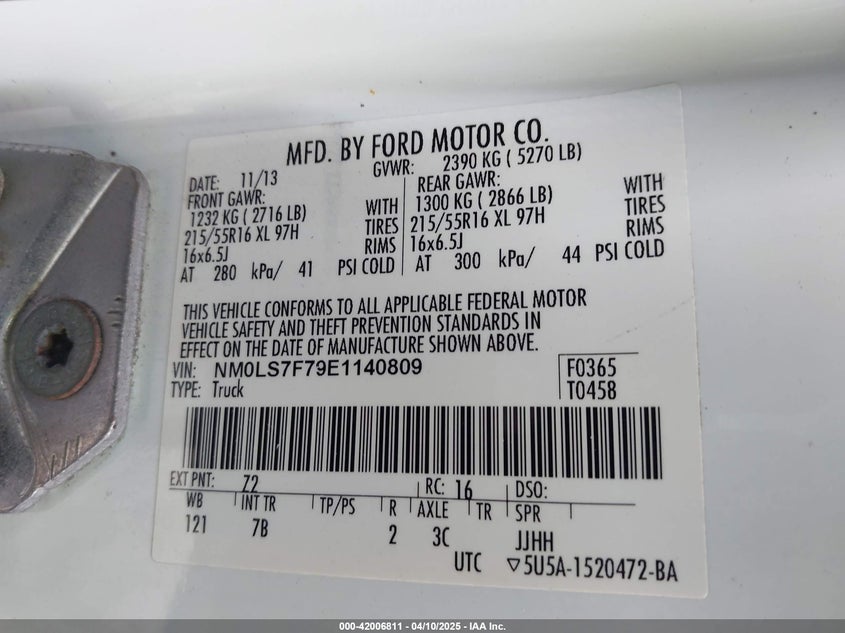 MFD. BY FORD MOTOR CO.
DATE: 11/13 GVWR: 2390 KG ( 5270 LB)
FRONT GAWR: REAR GAWR:
1232 KG ( 2716 LB) WITH 1300 KG ( 2866 LB) WITH
215/55R16 XL 97H TIRES 215/55R16 XL 97H TIRES
16x6.5J RIMS 16x6.5J RIMS
AT 280 kPa/ 41 PSI COLD AT 300 kPa/ 44 PSI COLD
THIS VEHICLE CONFORMS TO ALL APPLICABLE FEDERAL MOTOR
VEHICLE SAFETY AND THEFT PREVENTION STANDARDS IN
EFFECT ON THE DATE OF MANUFACTURE SHOWN ABOVE.
VIN: NM0LS7F79E1140809 F0365
TYPE: Truck T0458
EXT PNT: Z2 RC: 16 DSO:
WB INT TR TP/PS R AXLE TR SPR
121 7B 2 3C JJHH
UTC ▽5U5A-1520472-BA
000-42006811 - 04/10/2025 - IAA Inc.